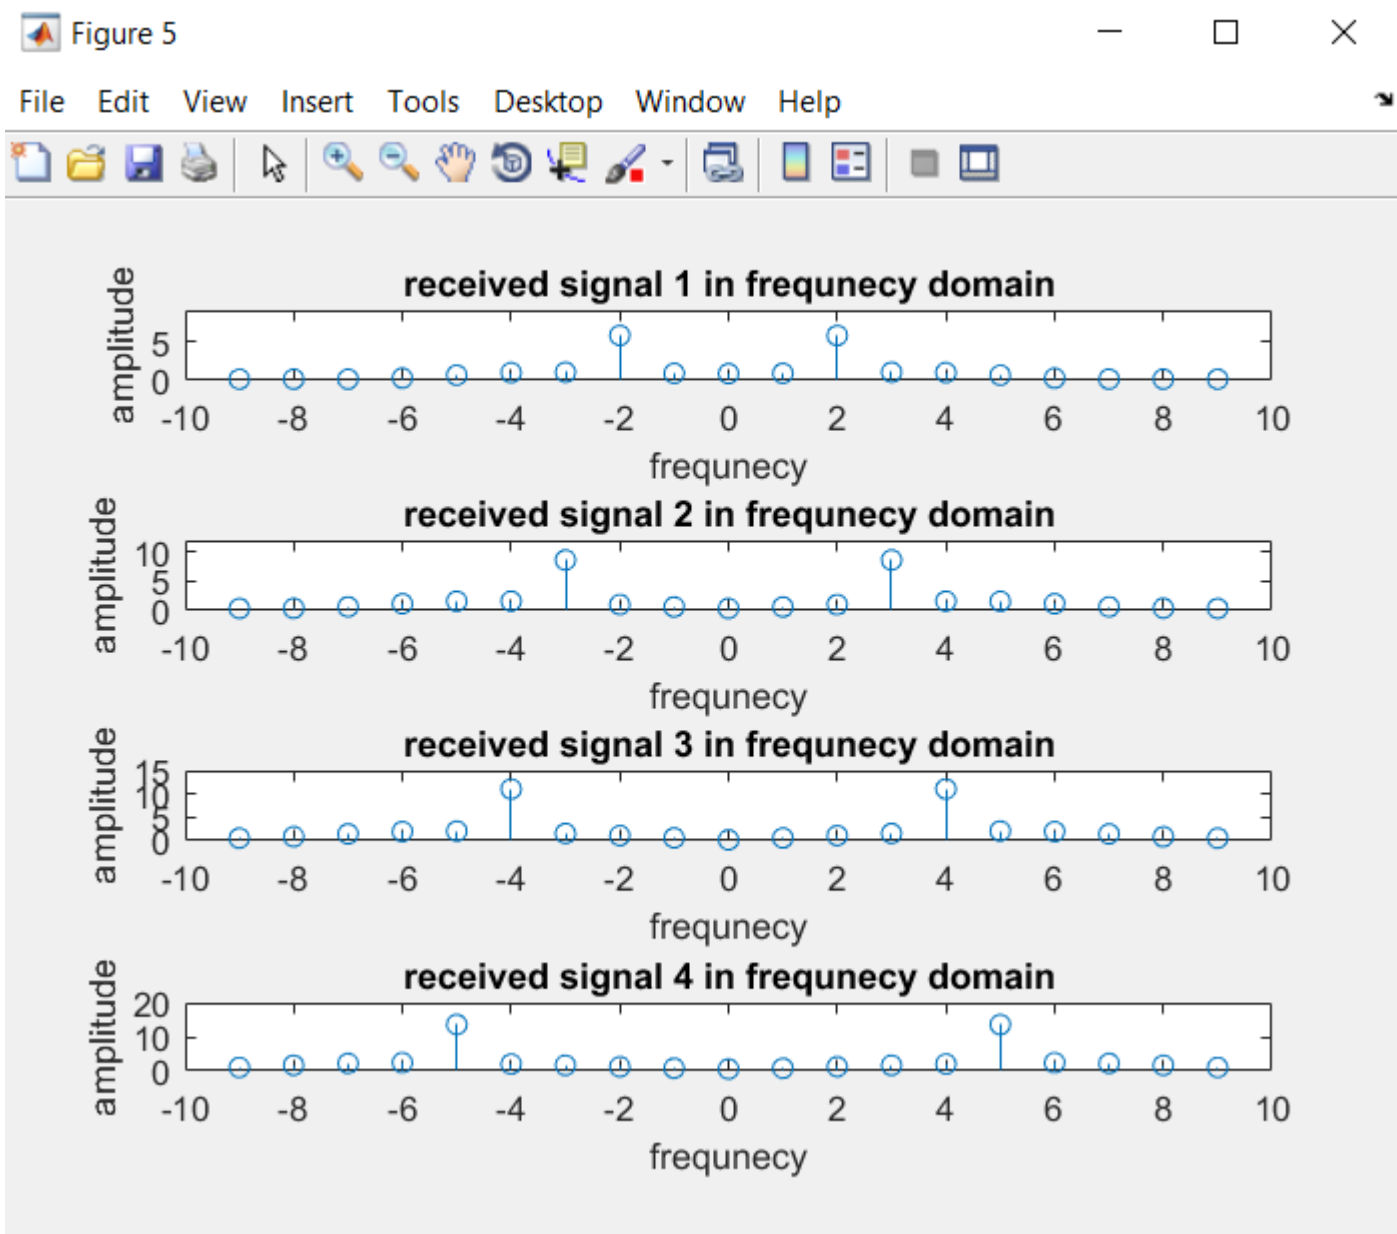 Figure 5
File Edit View Insert Tools Desktop Window Help
received signal 1 in frequnecy domain
amplitude
5
0
-10 -8 -6 -4 -2 0 2 4 6 8 10
frequnecy
received signal 2 in frequnecy domain
amplitude
10
5
0
-10 -8 -6 -4 -2 0 2 4 6 8 10
frequnecy
received signal 3 in frequnecy domain
amplitude
15
10
5
0
-10 -8 -6 -4 -2 0 2 4 6 8 10
frequnecy
received signal 4 in frequnecy domain
amplitude
20
10
0
-10 -8 -6 -4 -2 0 2 4 6 8 10
frequnecy